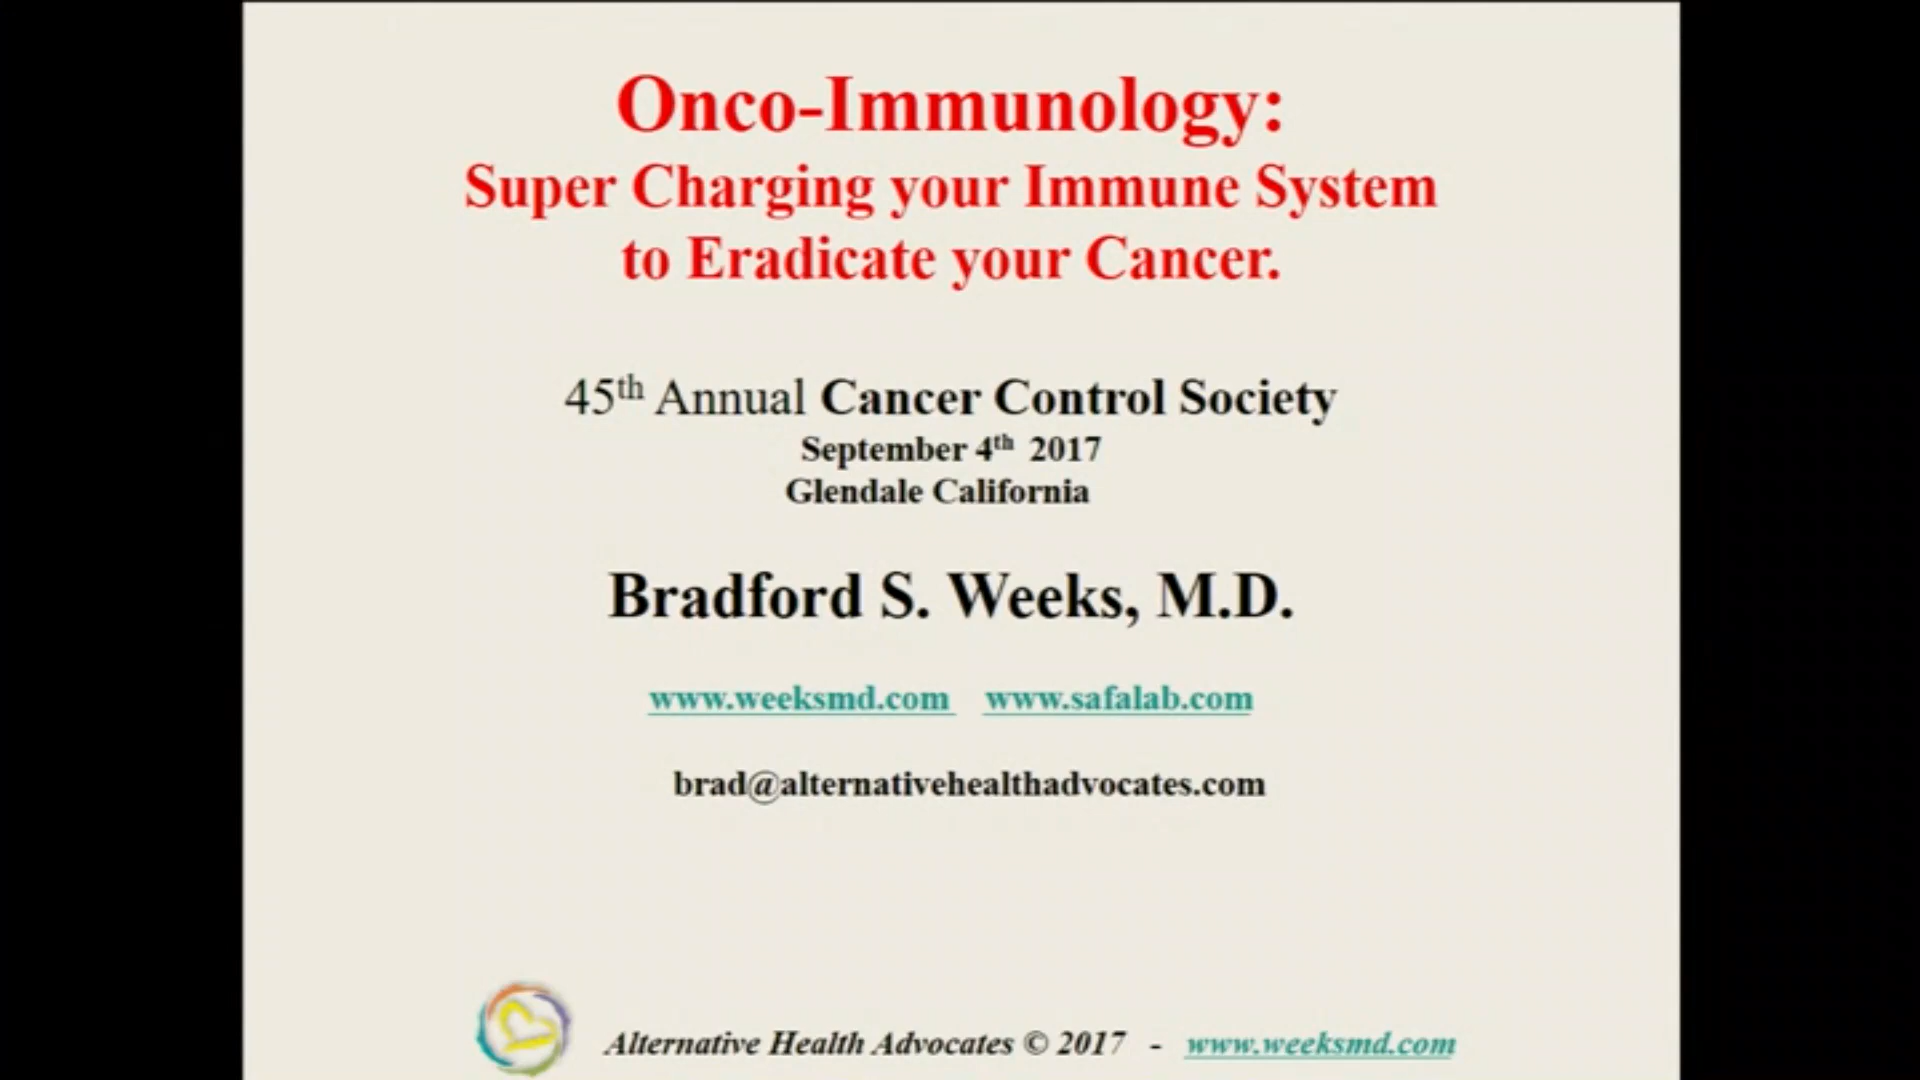 Onco-Immunology:
Super Charging your Immune System
to Eradicate your Cancer.
45th Annual Cancer Control Society
September 4th 2017
Glendale California
Bradford S. Weeks, M.D.
www.weeksmd.com www.safalab.com
brad@alternativehealthadvocates.com
Alternative Health Advocates © 2017 - www.weeksmd.com